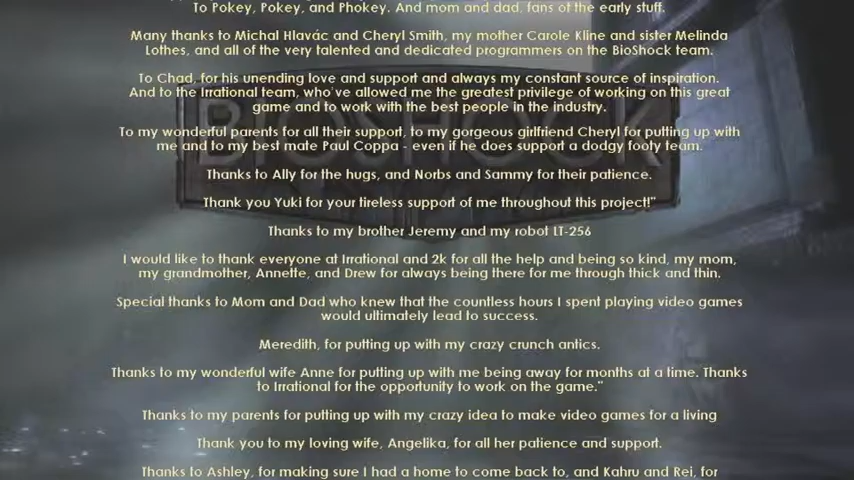 To Pokey, Pokey, and Phokey. And mom and dad, fans of the early stuff.
Many thanks to Michal Hlavác and Cheryl Smith, my mother Carole Kline and sister Melinda
Lothes, and all of the very talented and dedicated programmers on the BioShock team.
To Chad, for his unending love and support and always my constant source of inspiration.
And to the Irrational team, who've allowed me the greatest privilege of working on this great
game and to work with the best people in the industry.
To my wonderful parents for all their support, to my gorgeous girlfriend Cheryl for putting up with
me and to my best mate Paul Coppa - even if he does support a dodgy footy team.
BIOSHOCK
Thanks to Ally for the hugs, and Norbs and Sammy for their patience.
Thank you Yuki for your tireless support of me throughout this project!"
Thanks to my brother Jeremy and my robot LT-256
I would like to thank everyone at Irrational and 2k for all the help and being so kind, my mom,
my grandmother, Annette, and Drew for always being there for me through thick and thin.
Special thanks to Mom and Dad who knew that the countless hours I spent playing video games
would ultimately lead to success.
Meredith, for putting up with my crazy crunch antics.
Thanks to my wonderful wife Anne for putting up with me being away for months at a time. Thanks
to Irrational for the opportunity to work on the game."
Thanks to my parents for putting up with my crazy idea to make video games for a living
Thank you to my loving wife, Angelika, for all her patience and support.
Thanks to Ashley, for making sure I had a home to come back to, and Kahru and Rei, for